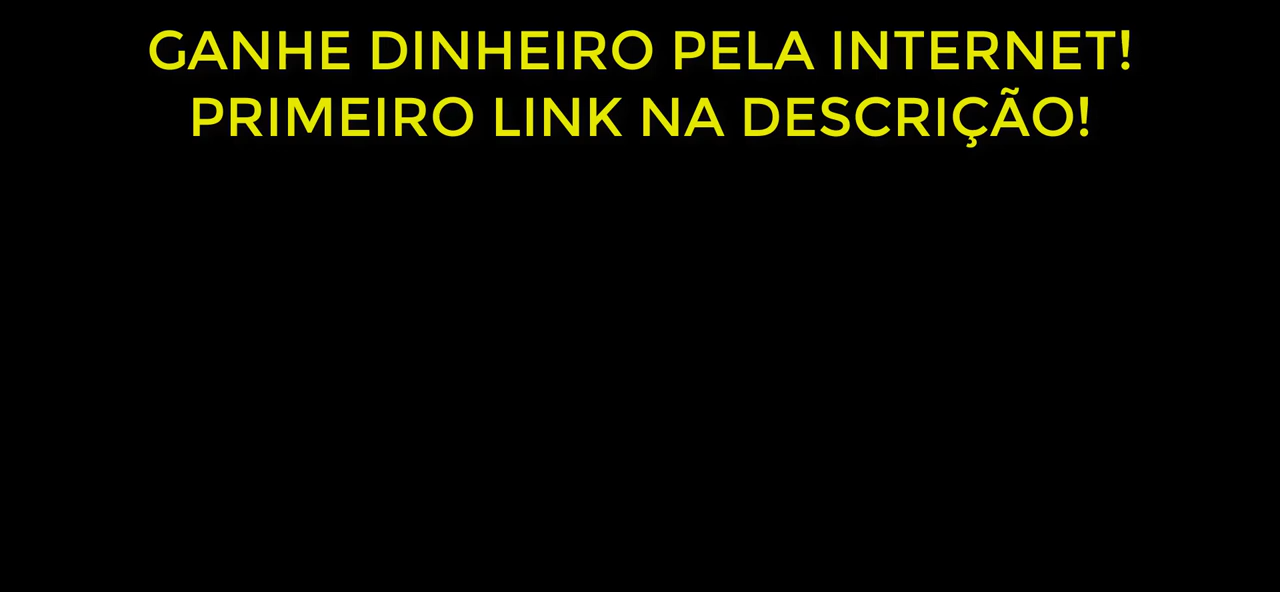 GANHE DINHEIRO PELA INTERNET!
PRIMEIRO LINK NA DESCRIÇÃO!